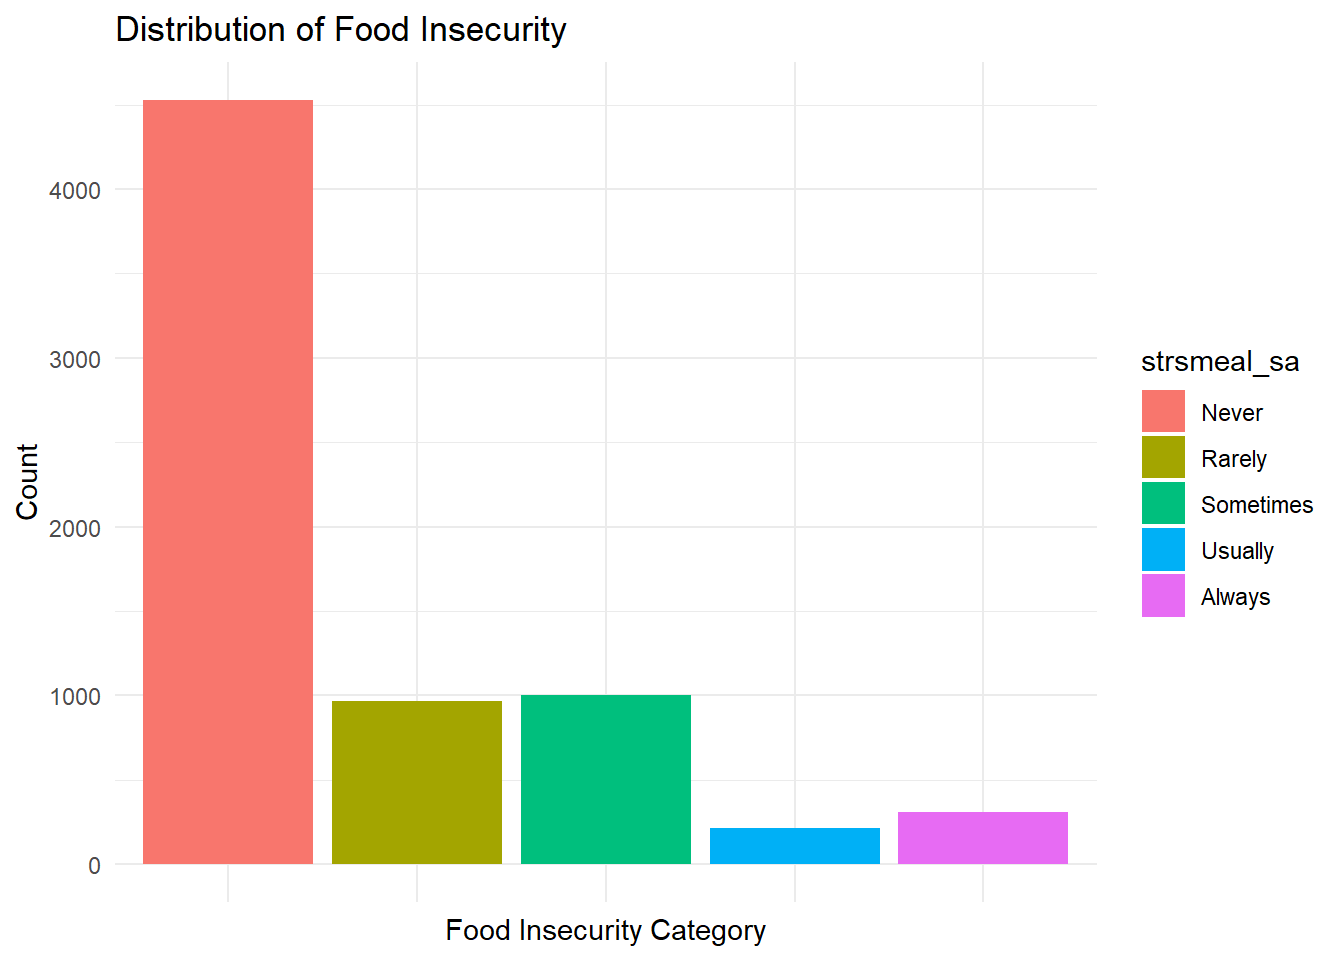 Distribution of Food Insecurity
4000
3000
2000
1000
0
Count
Food Insecurity Category
strsmeal_sa
Never
Rarely
Sometimes
Usually
Always